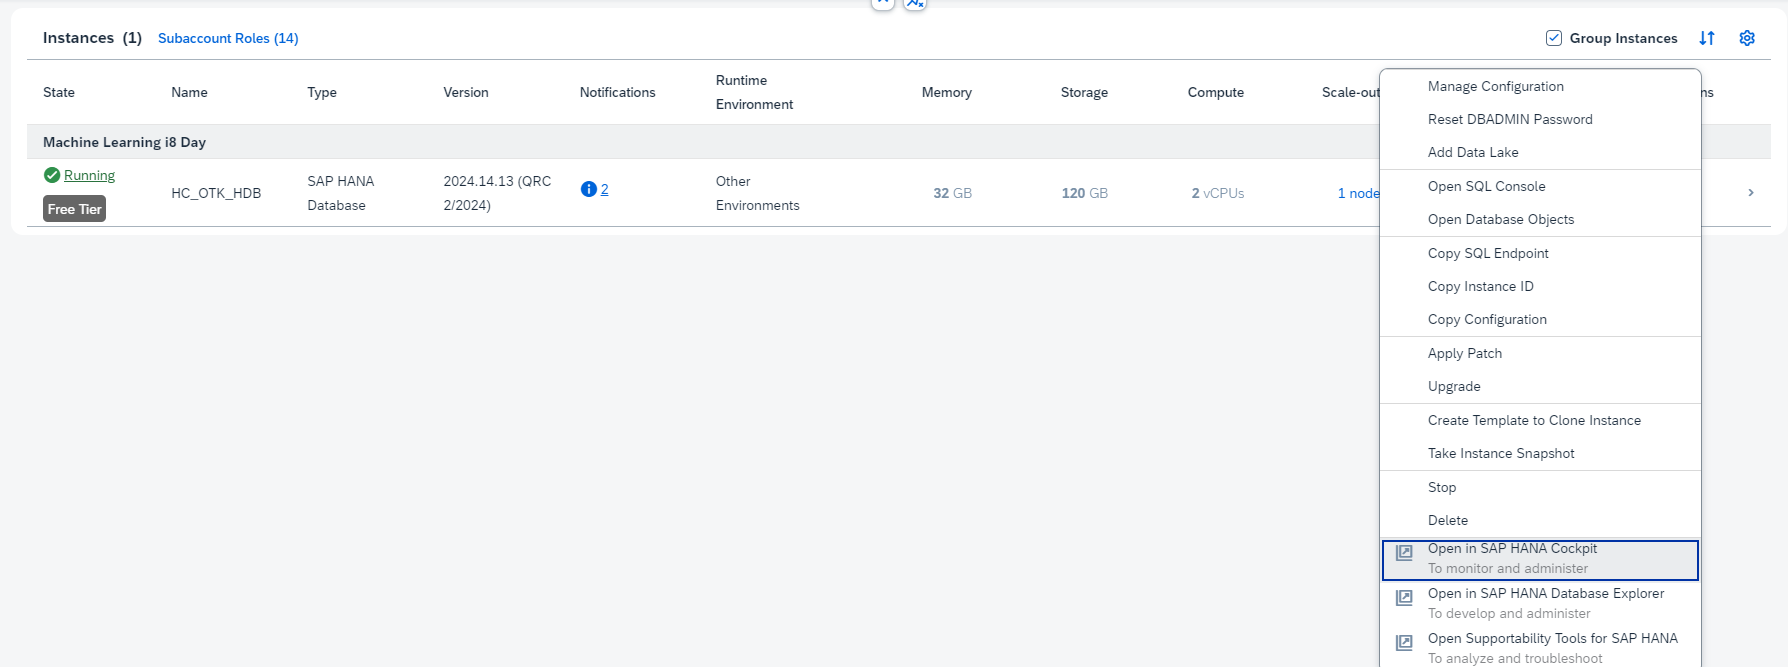 Instances (1)
Subaccount Roles (14)
Group Instances
State
Name
Type
Version
Notifications
Runtime
Environment
Memory
Storage
Compute
Scale-out
Machine Learning i8 Day
Running
Free Tier
HC_OTK_HDB
SAP HANA
Database
2024.14.13 (QRC
2/2024)
2
Other
Environments
32 GB
120 GB
2 vCPUs
1 node
Manage Configuration
Reset DBADMIN Password
Add Data Lake
Open SQL Console
Open Database Objects
Copy SQL Endpoint
Copy Instance ID
Copy Configuration
Apply Patch
Upgrade
Create Template to Clone Instance
Take Instance Snapshot
Stop
Delete
Open in SAP HANA Cockpit
To monitor and administer
Open in SAP HANA Database Explorer
To develop and administer
Open Supportability Tools for SAP HANA
To analyze and troubleshoot